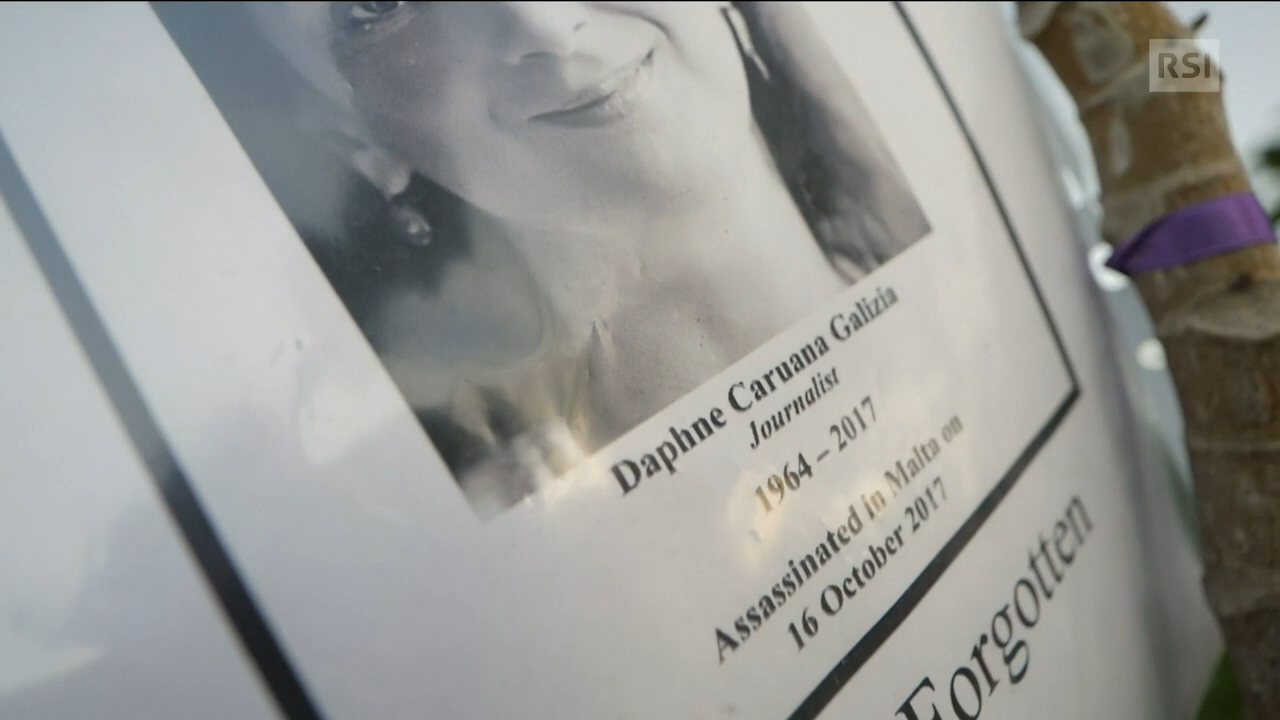 RSI
Daphne Caruana Galizia
Journalist
1964 – 2017
Assassinated in Malta on
16 October 2017
Forgotten